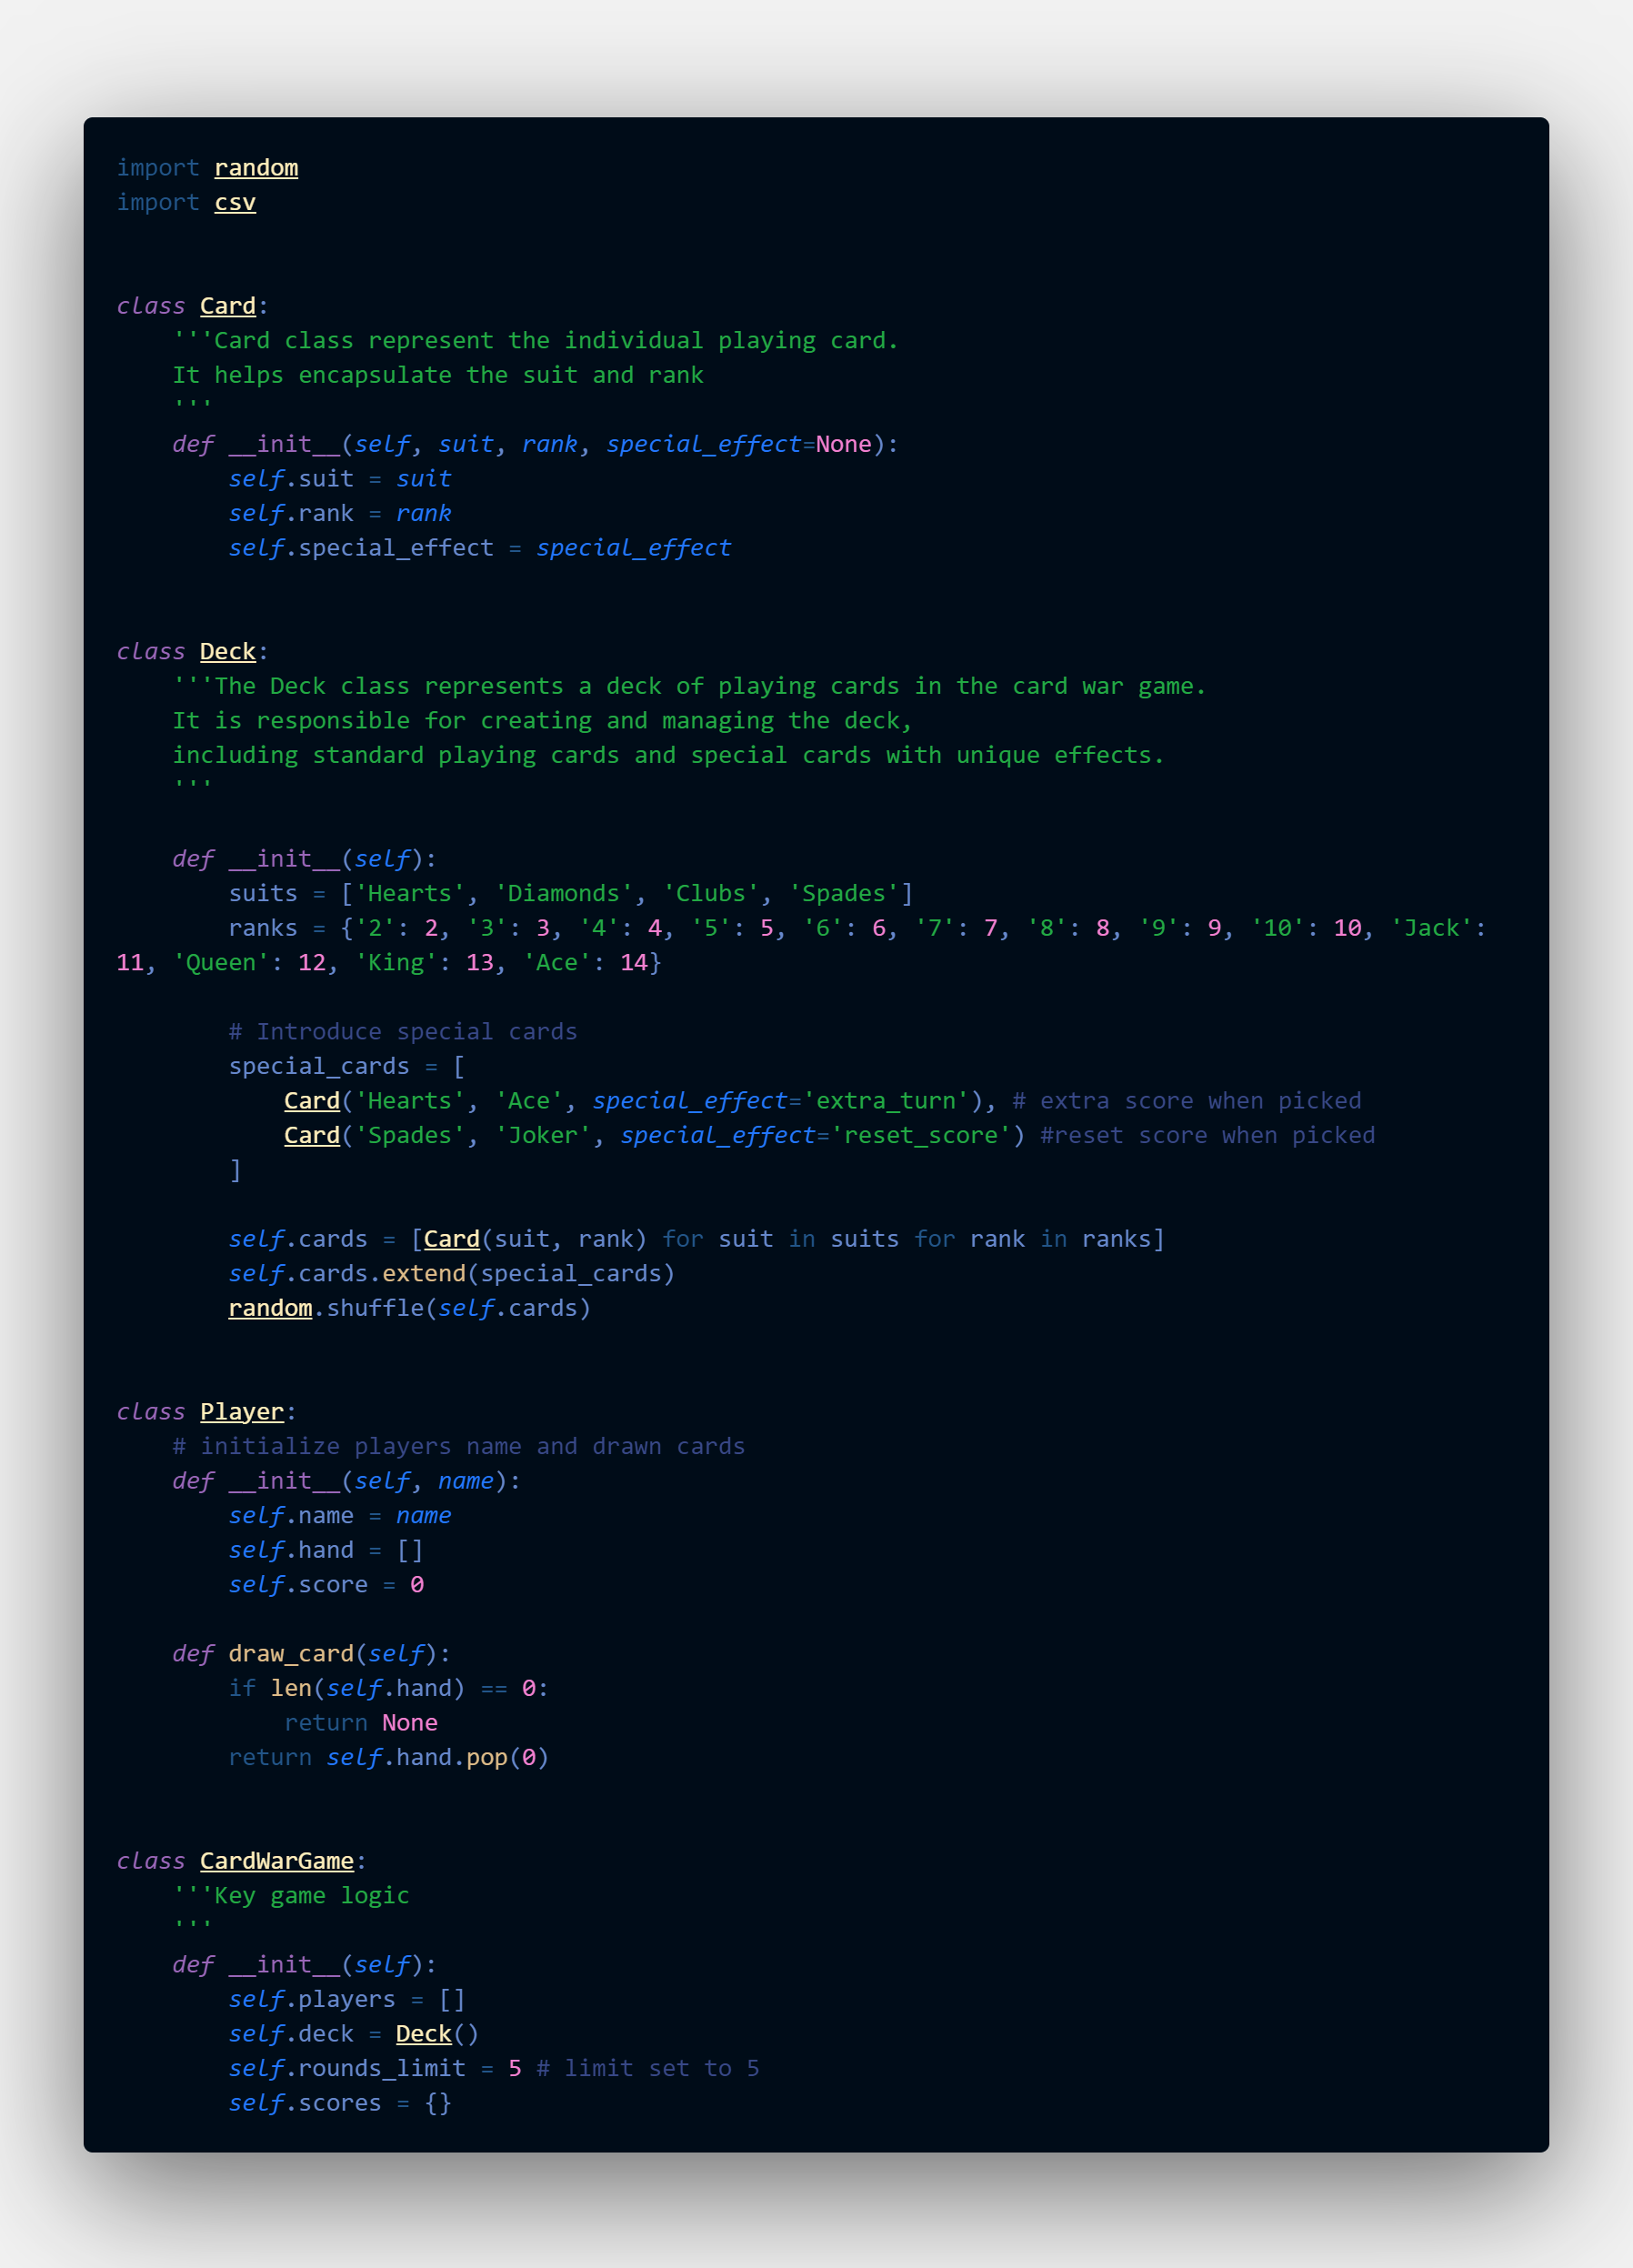 import random
import csv
class Card:
    '''Card class represent the individual playing card.
    It helps encapsulate the suit and rank
    '''
    def __init__(self, suit, rank, special_effect=None):
        self.suit = suit
        self.rank = rank
        self.special_effect = special_effect
class Deck:
    '''The Deck class represents a deck of playing cards in the card war game.
    It is responsible for creating and managing the deck,
    including standard playing cards and special cards with unique effects.
    '''
    def __init__(self):
        suits = ['Hearts', 'Diamonds', 'Clubs', 'Spades']
        ranks = {'2': 2, '3': 3, '4': 4, '5': 5, '6': 6, '7': 7, '8': 8, '9': 9, '10': 10, 'Jack':
11, 'Queen': 12, 'King': 13, 'Ace': 14}
        # Introduce special cards
        special_cards = [
            Card('Hearts', 'Ace', special_effect='extra_turn'), # extra score when picked
            Card('Spades', 'Joker', special_effect='reset_score') #reset score when picked
        ]
        self.cards = [Card(suit, rank) for suit in suits for rank in ranks]
        self.cards.extend(special_cards)
        random.shuffle(self.cards)
class Player:
    # initialize players name and drawn cards
    def __init__(self, name):
        self.name = name
        self.hand = []
        self.score = 0
    def draw_card(self):
        if len(self.hand) == 0:
            return None
        return self.hand.pop(0)
class CardWarGame:
    '''Key game logic
    '''
    def __init__(self):
        self.players = []
        self.deck = Deck()
        self.rounds_limit = 5 # limit set to 5
        self.scores = {}